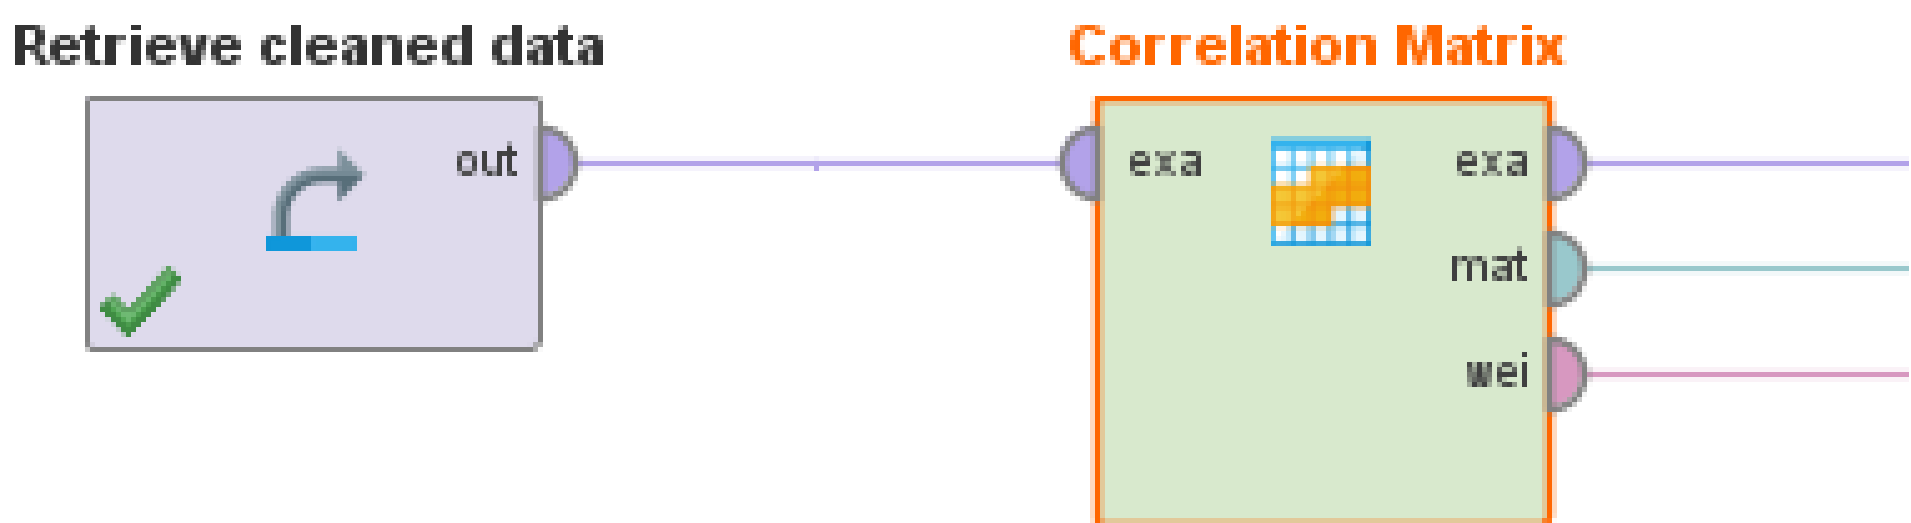 Retrieve cleaned data
Correlation Matrix
out
exa
exa
mat
wei